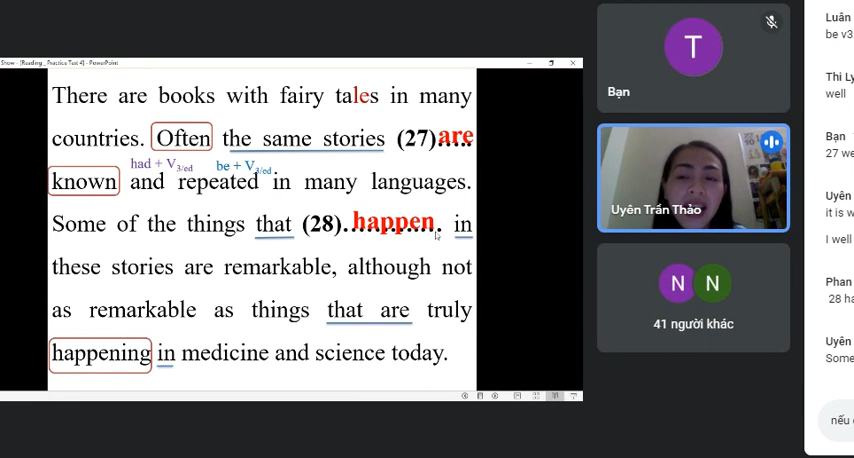 Show - [Reading _ Practice Test 4] - PowerPoint
There are books with fairy tales in many
countries. Often the same stories (27)..... are
had + V3/ed be + V3/ed
known and repeated in many languages.
Some of the things that (28)............. happen in
these stories are remarkable, although not
as remarkable as things that are truly
happening in medicine and science today.
T
Bạn
Uyên Trần Thảo
N N
41 người khác
Luân
be v3
Thi Ly
well
Bạn
27 we
Uyên
it is w
I well
Phan
28 ha
Uyên
Some
nếu